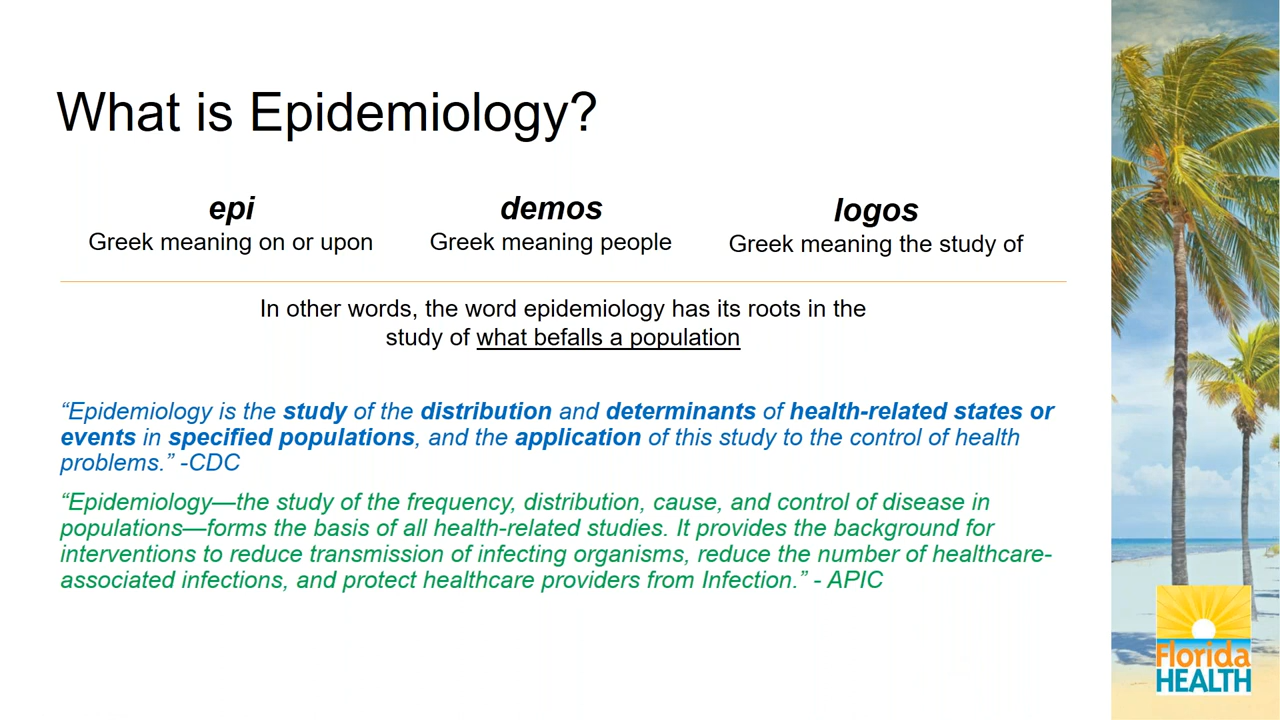 What is Epidemiology?
epi
Greek meaning on or upon
demos
Greek meaning people
logos
Greek meaning the study of
In other words, the word epidemiology has its roots in the
study of what befalls a population
“Epidemiology is the study of the distribution and determinants of health-related states or
events in specified populations, and the application of this study to the control of health
problems.” -CDC
“Epidemiology—the study of the frequency, distribution, cause, and control of disease in
populations—forms the basis of all health-related studies. It provides the background for
interventions to reduce transmission of infecting organisms, reduce the number of healthcare-
associated infections, and protect healthcare providers from Infection.” - APIC
Florida
HEALTH